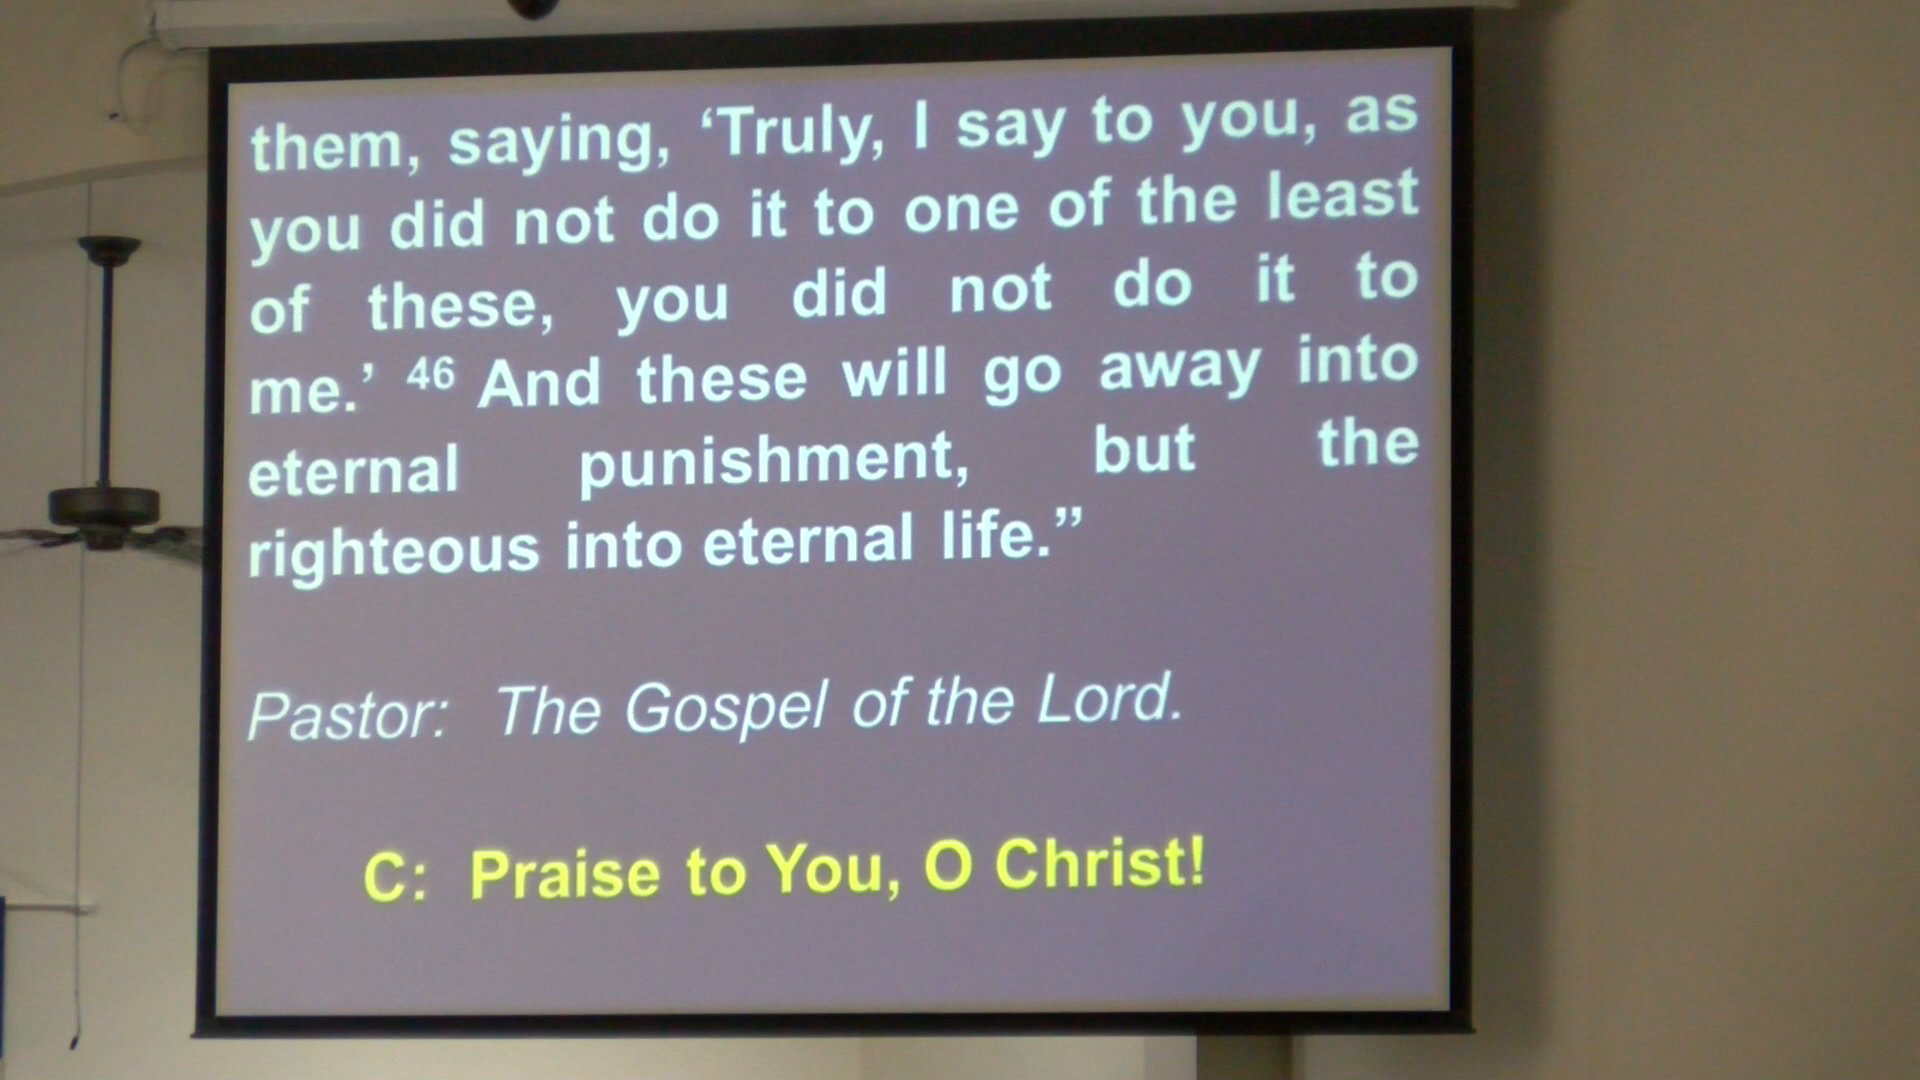 them, saying, ‘Truly, I say to you, as
you did not do it to one of the least
of these, you did not do it to
me.’ 46 And these will go away into
eternal punishment, but the
righteous into eternal life.”
Pastor: The Gospel of the Lord.
C: Praise to You, O Christ!